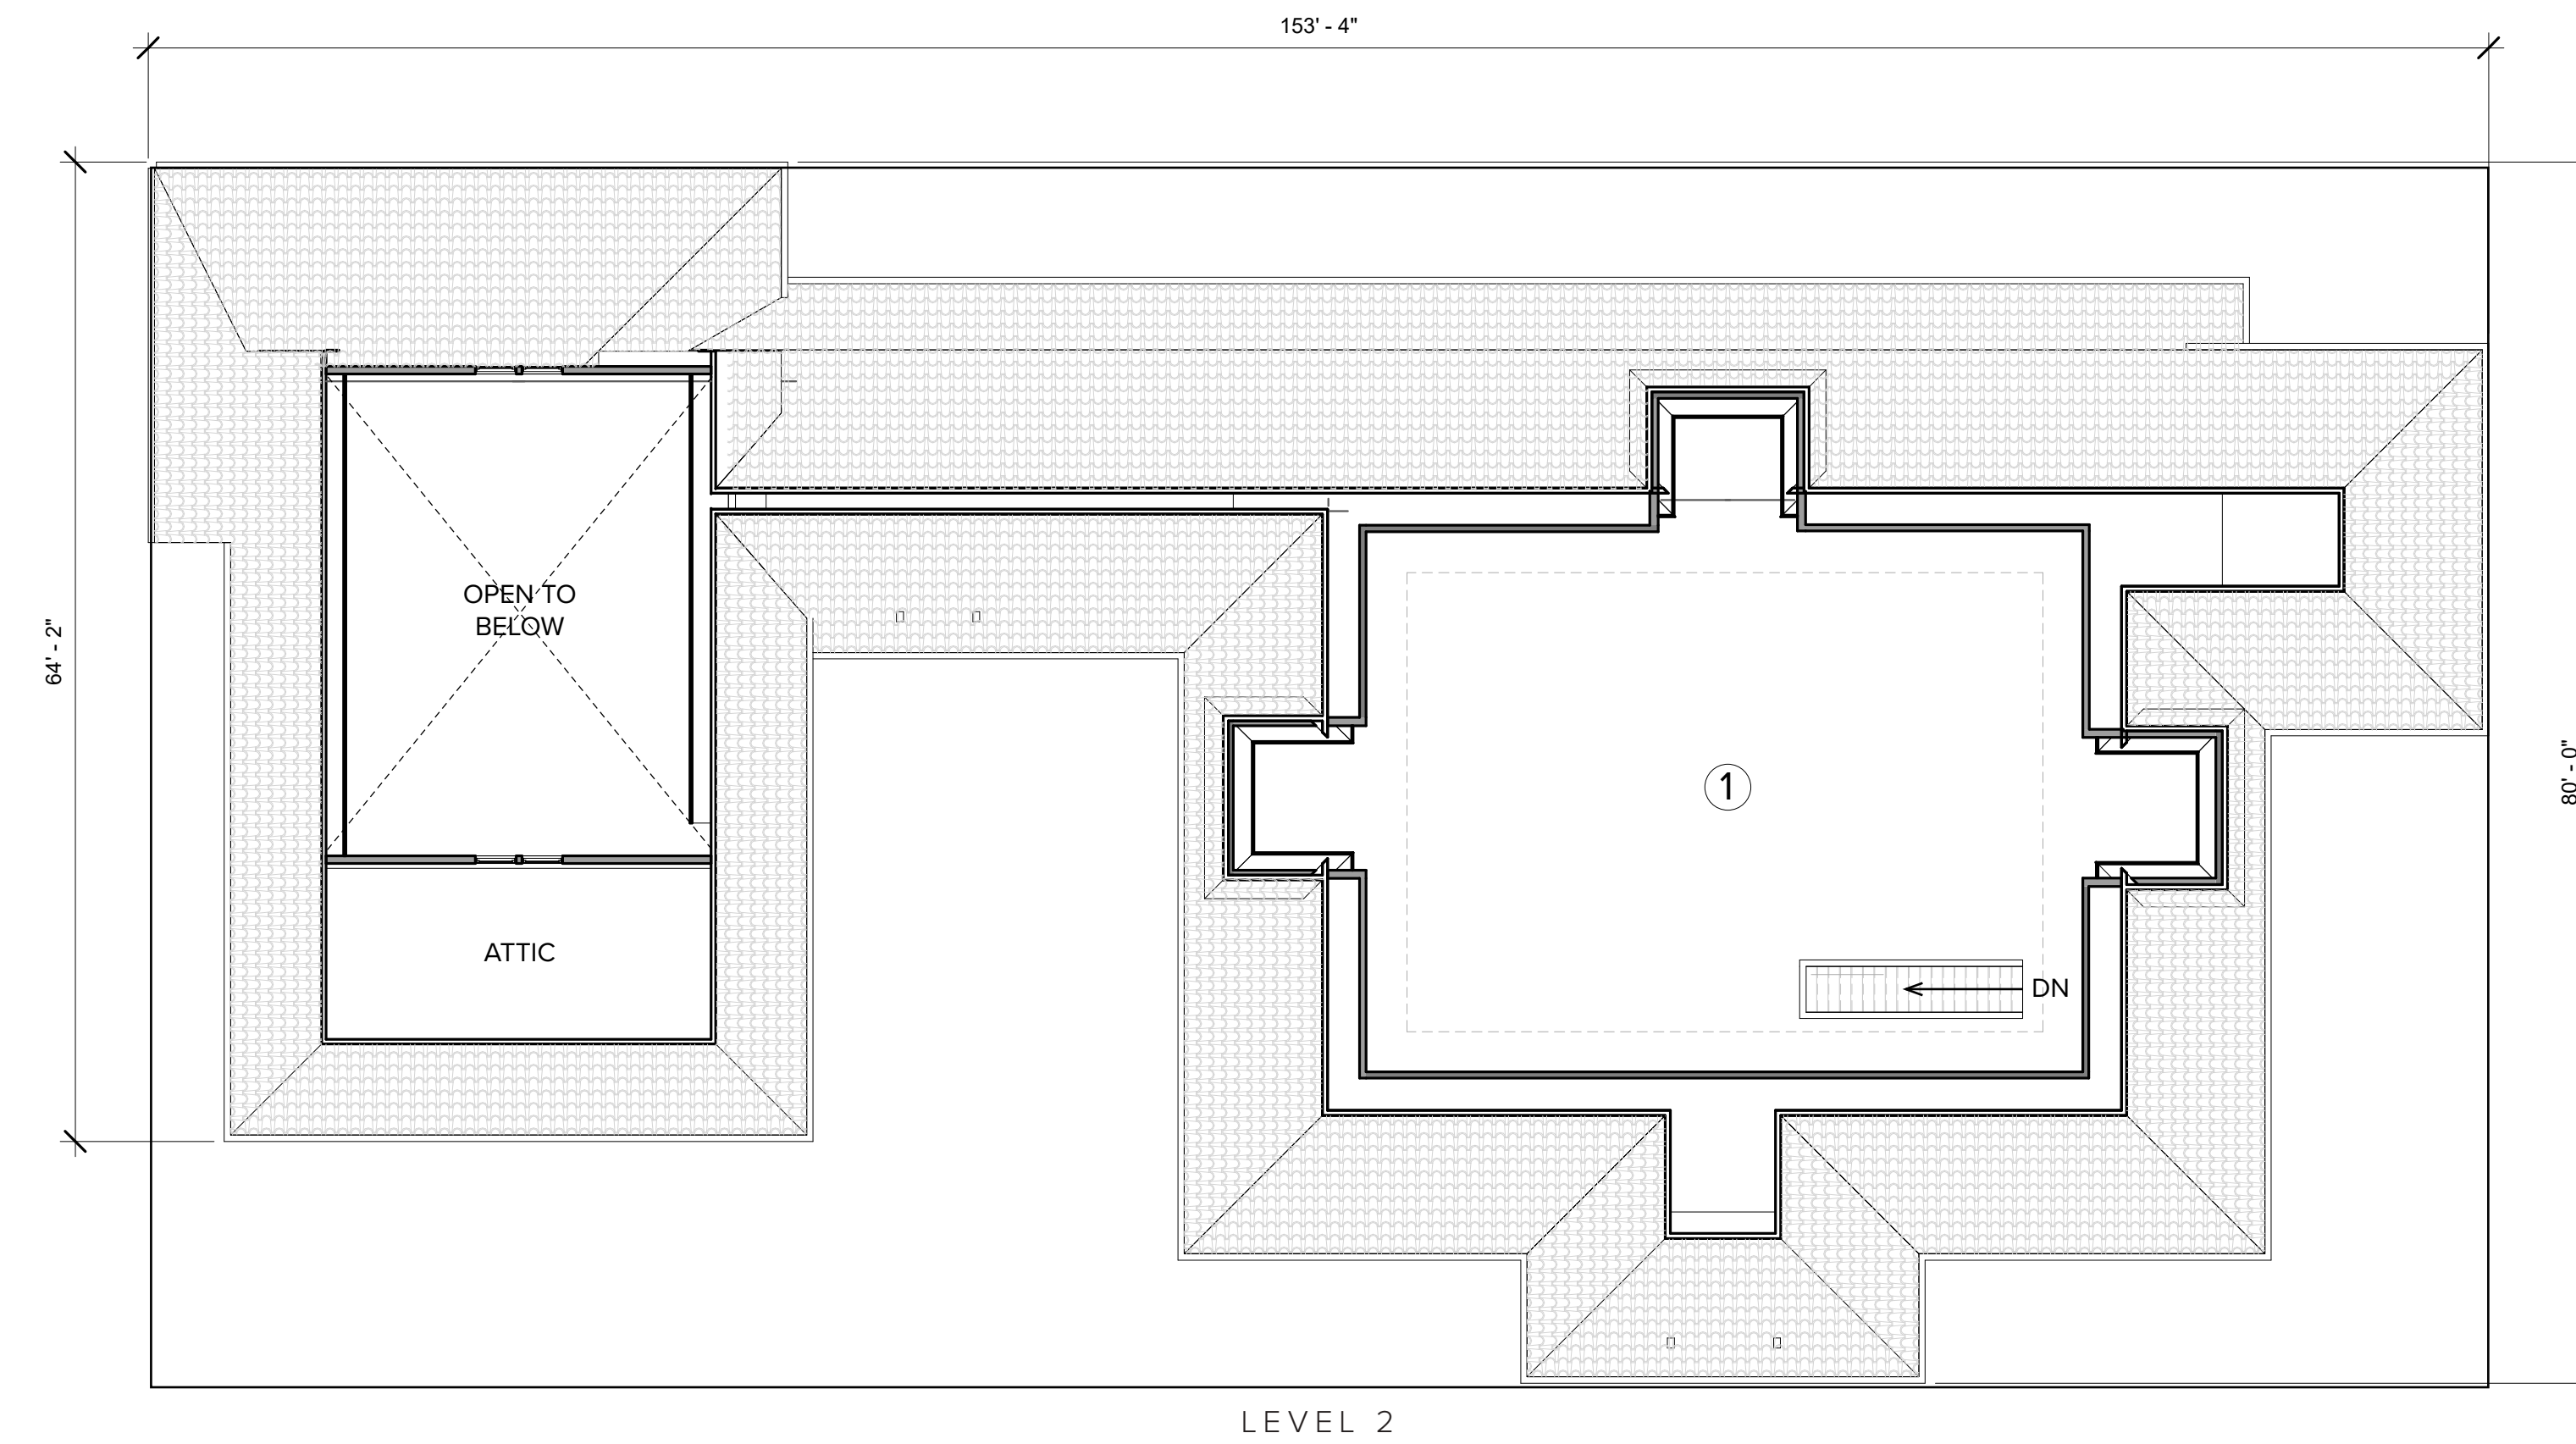 153' - 4"
64' - 2"
OPEN TO
BELOW
1
80' - 0"
ATTIC
DN
LEVEL 2